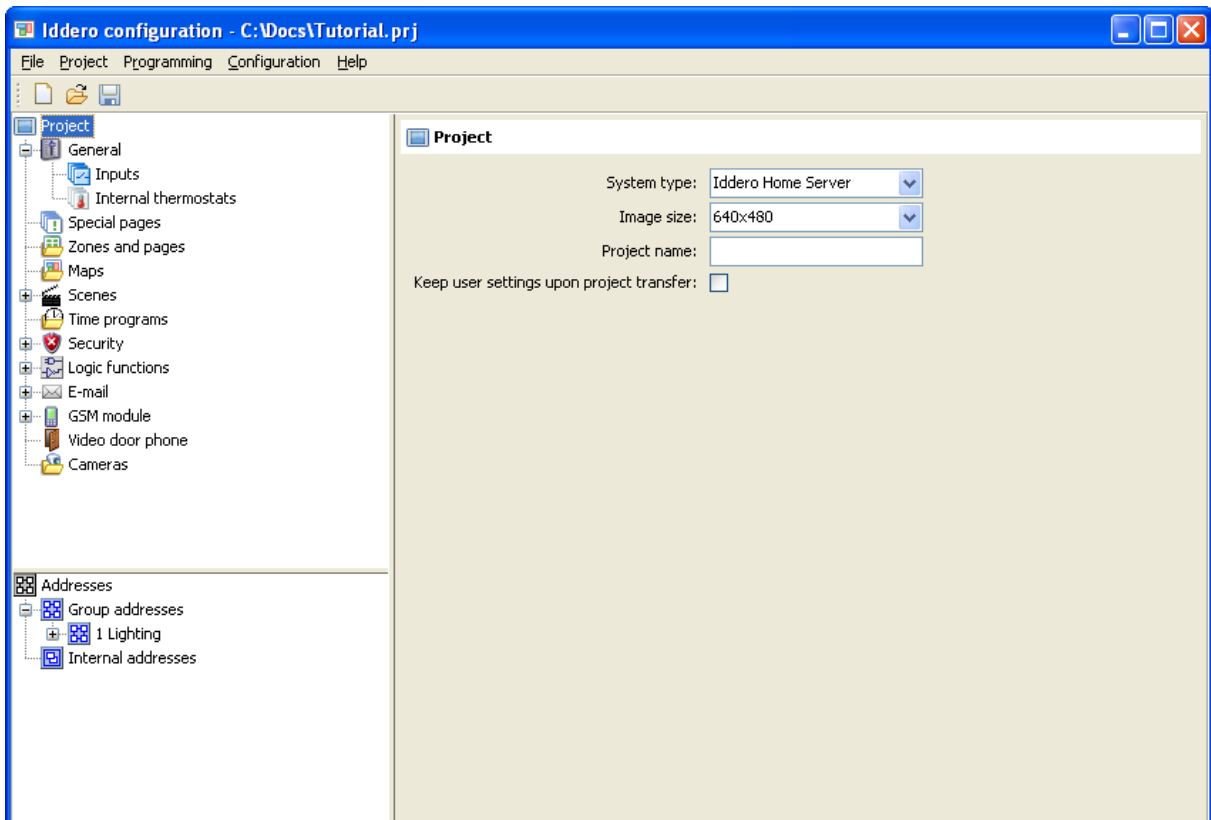 Iddero configuration - C:\Docs\Tutorial.prj
File Project Programming Configuration Help
Project
General
Inputs
Internal thermostats
Special pages
Zones and pages
Maps
Scenes
Time programs
Security
Logic functions
E-mail
GSM module
Video door phone
Cameras
Addresses
Group addresses
1 Lighting
Internal addresses
Project
System type: Iddero Home Server
Image size: 640x480
Project name:
Keep user settings upon project transfer: